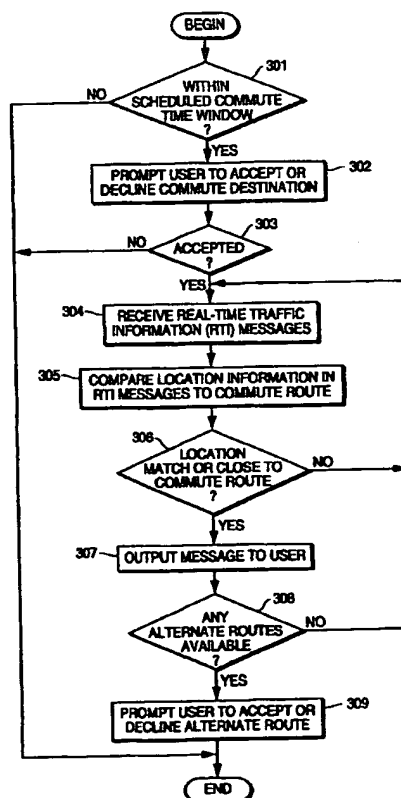 BEGIN
301
NO
WITHIN
SCHEDULED COMMUTE
TIME WINDOW
?
YES
302
PROMPT USER TO ACCEPT OR
DECLINE COMMUTE DESTINATION
303
NO
ACCEPTED
?
YES
304
RECEIVE REAL-TIME TRAFFIC
INFORMATION (RTI) MESSAGES
305
COMPARE LOCATION INFORMATION IN
RTI MESSAGES TO COMMUTE ROUTE
306
LOCATION
MATCH OR CLOSE TO
COMMUTE ROUTE
?
NO
YES
307
OUTPUT MESSAGE TO USER
308
ANY
ALTERNATE ROUTES
AVAILABLE
?
NO
YES
309
PROMPT USER TO ACCEPT OR
DECLINE ALTERNATE ROUTE
END